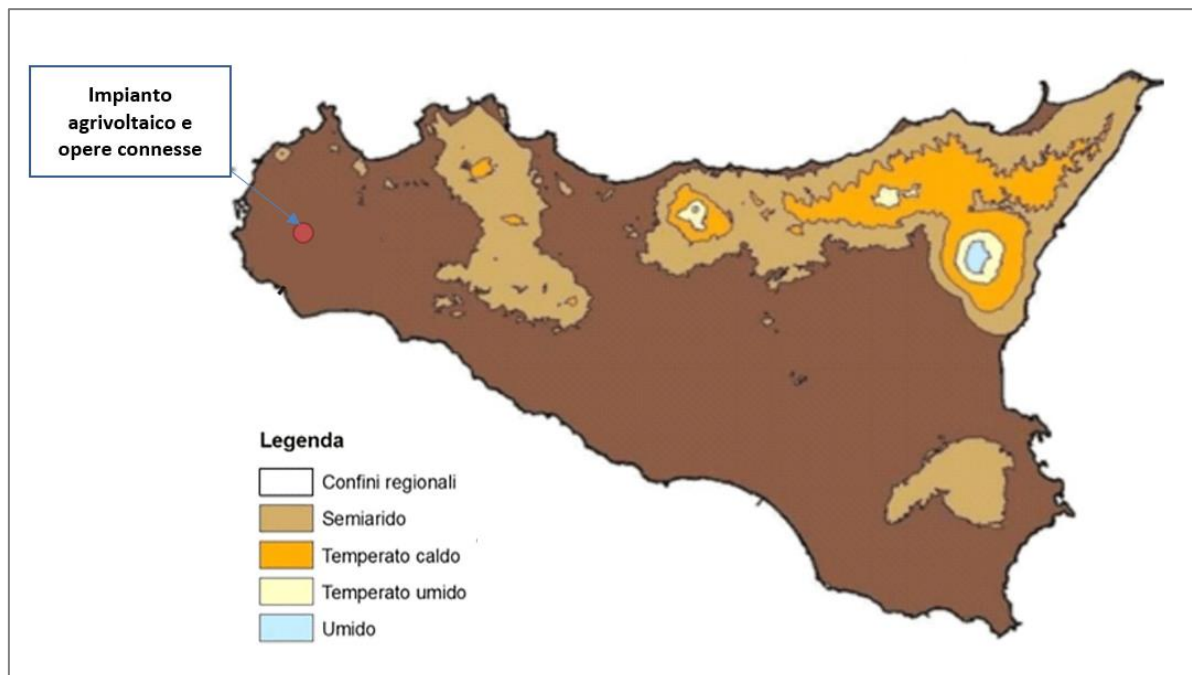 Impianto
agrivoltaico e
opere connesse
Legenda
Confini regionali
Semiarido
Temperato caldo
Temperato umido
Umido